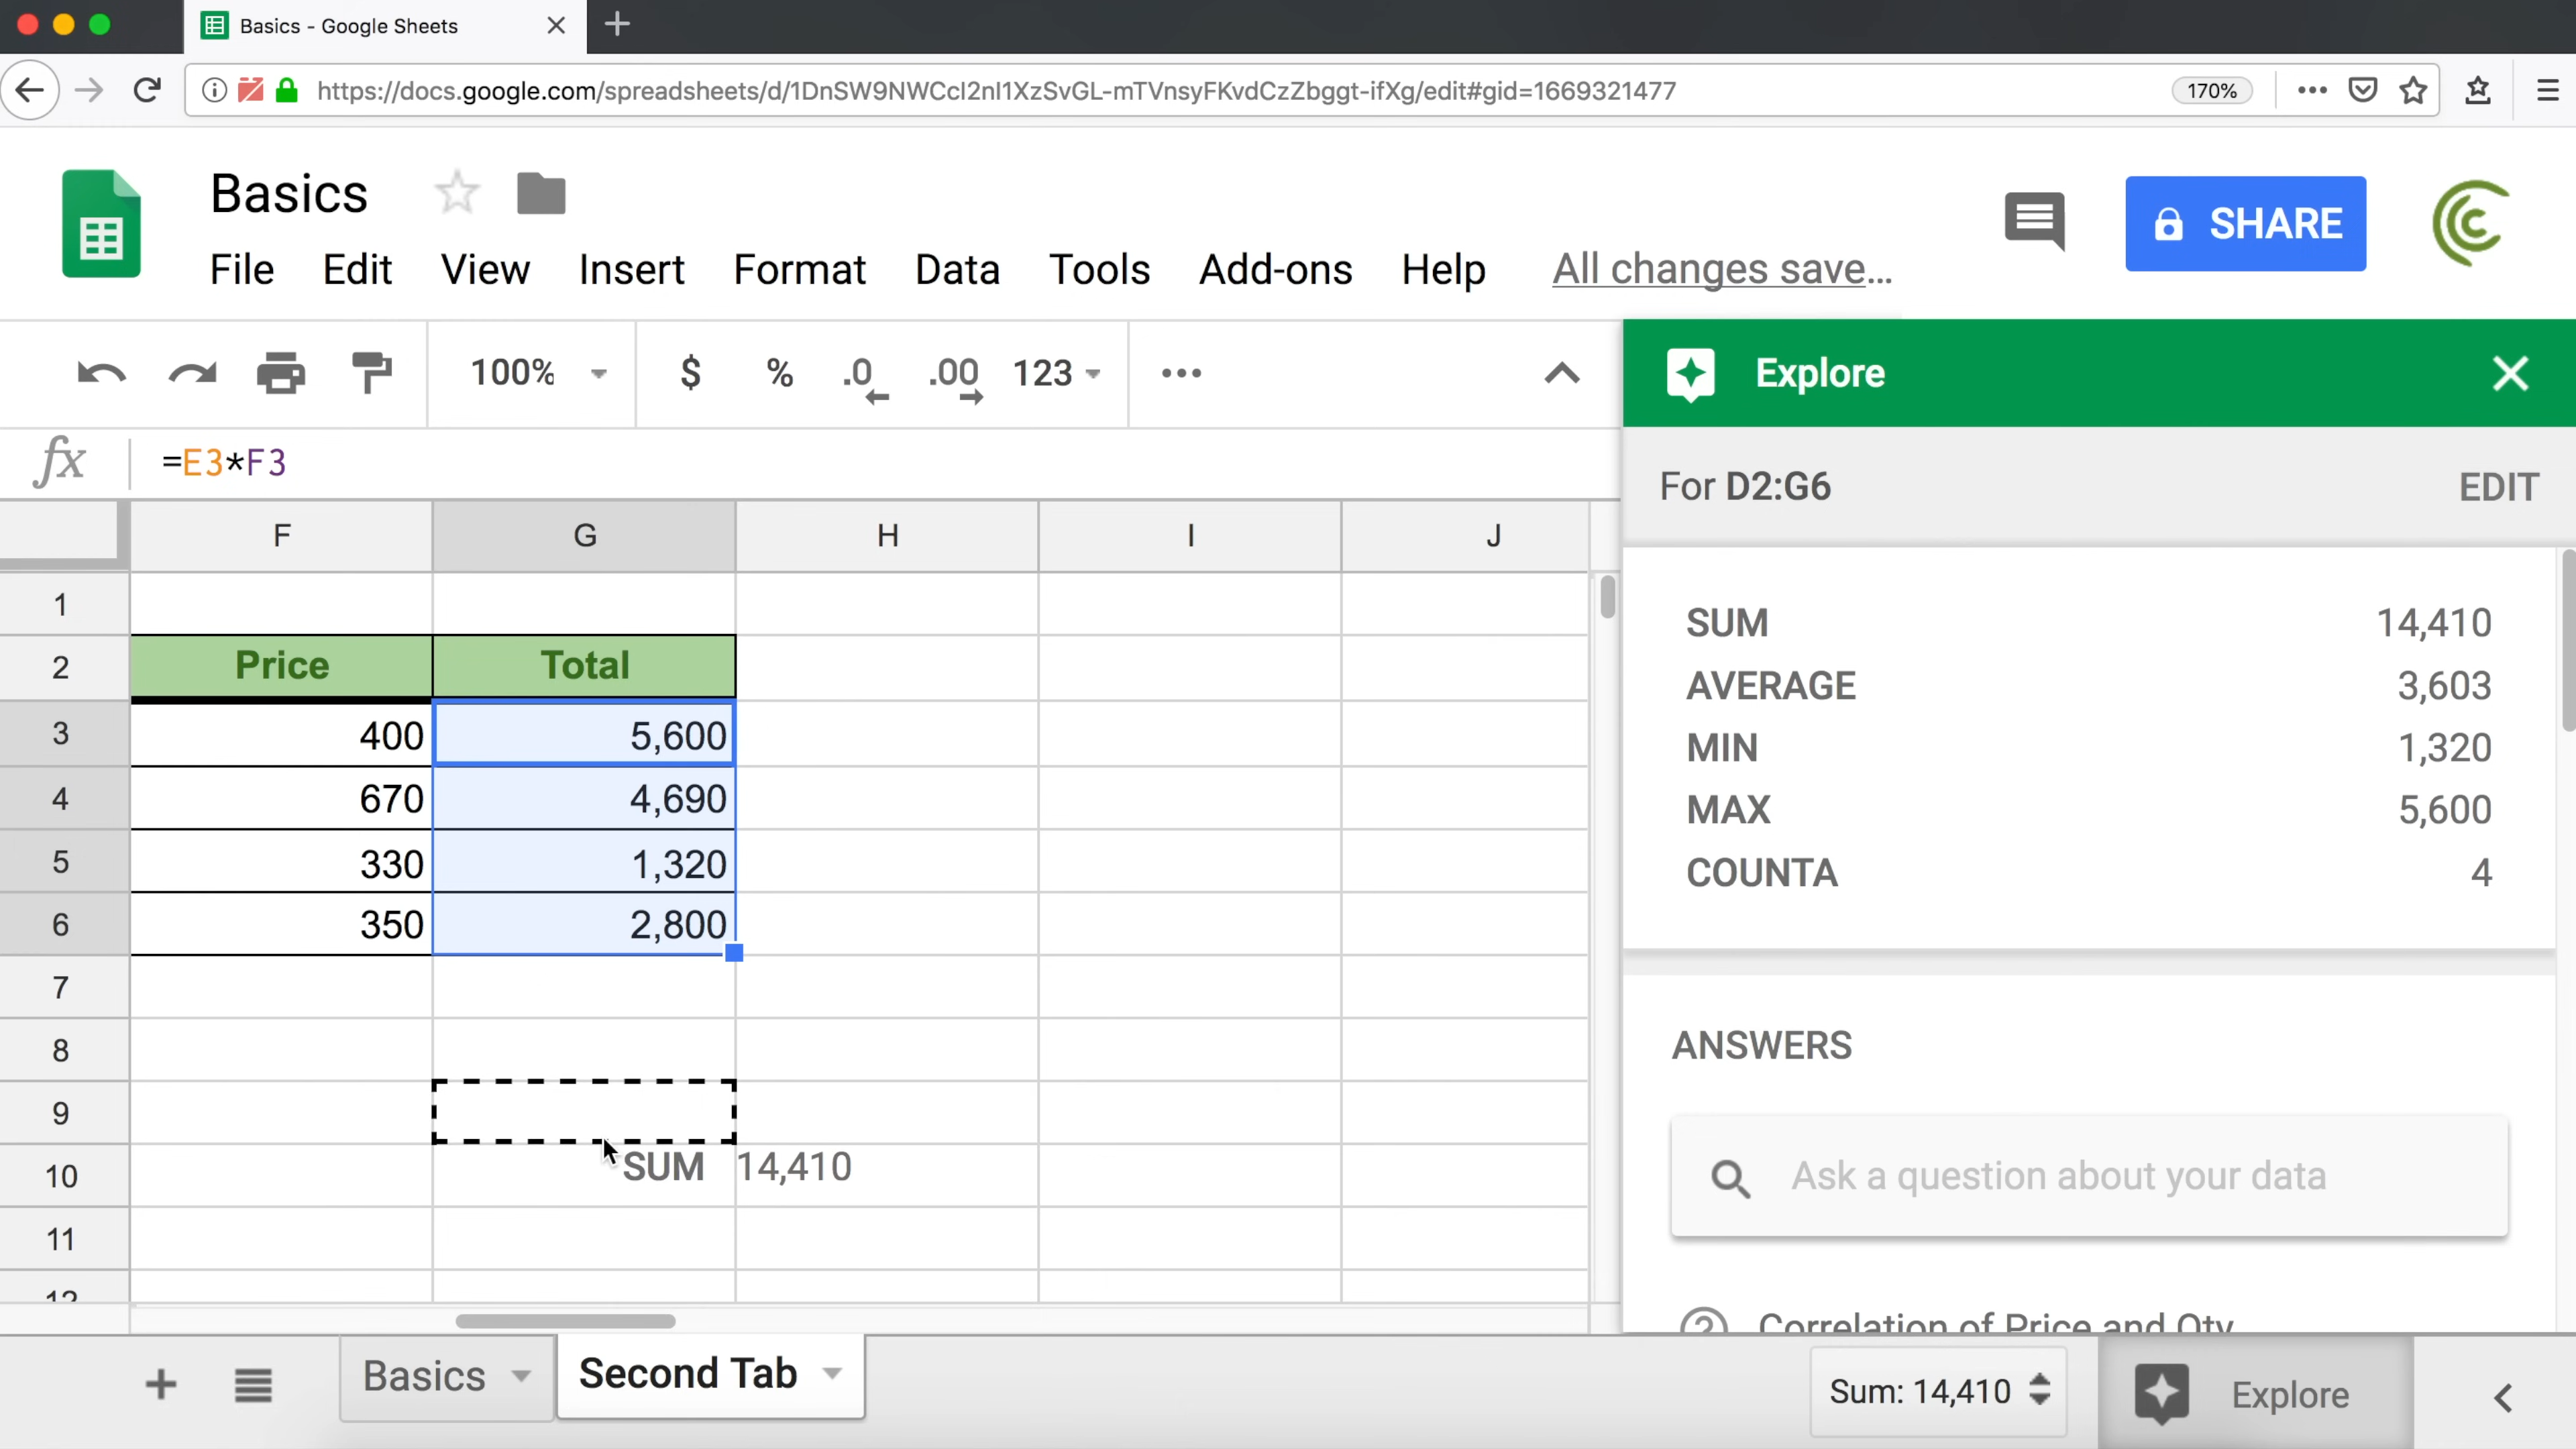 Basics - Google Sheets
https://docs.google.com/spreadsheets/d/1DnSW9NWCcI2nI1XzSvGL-mTVnsyFKvdCzZbggt-ifXg/edit#gid=1669321477
170%
Basics
SHARE
File Edit View Insert Format Data Tools Add-ons Help All changes save...
100% $ % .0 .00 123
Explore
fx =E3*F3
For D2:G6 EDIT
F G H I J
1
2 Price Total
3 400 5,600
4 670 4,690
5 330 1,320
6 350 2,800
7
8
9
10 SUM 14,410
11
12
SUM 14,410
AVERAGE 3,603
MIN 1,320
MAX 5,600
COUNTA 4
ANSWERS
Ask a question about your data
Correlation of Price and Qty
Basics Second Tab Sum: 14,410 Explore